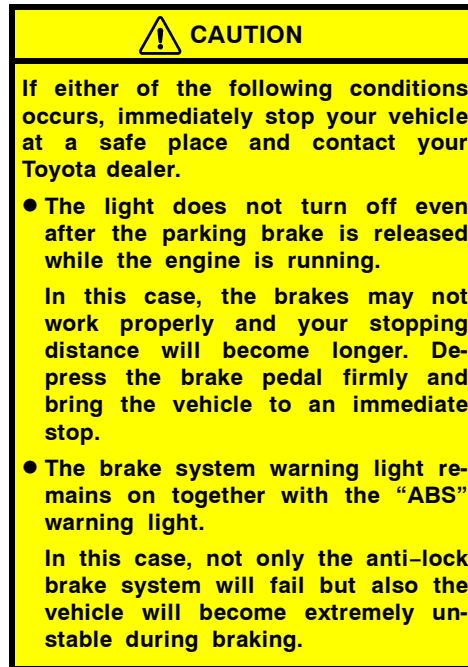 CAUTION
If either of the following conditions
occurs, immediately stop your vehicle
at a safe place and contact your
Toyota dealer.
● The light does not turn off even
after the parking brake is released
while the engine is running.
In this case, the brakes may not
work properly and your stopping
distance will become longer. De-
press the brake pedal firmly and
bring the vehicle to an immediate
stop.
● The brake system warning light re-
mains on together with the “ABS”
warning light.
In this case, not only the anti–lock
brake system will fail but also the
vehicle will become extremely un-
stable during braking.